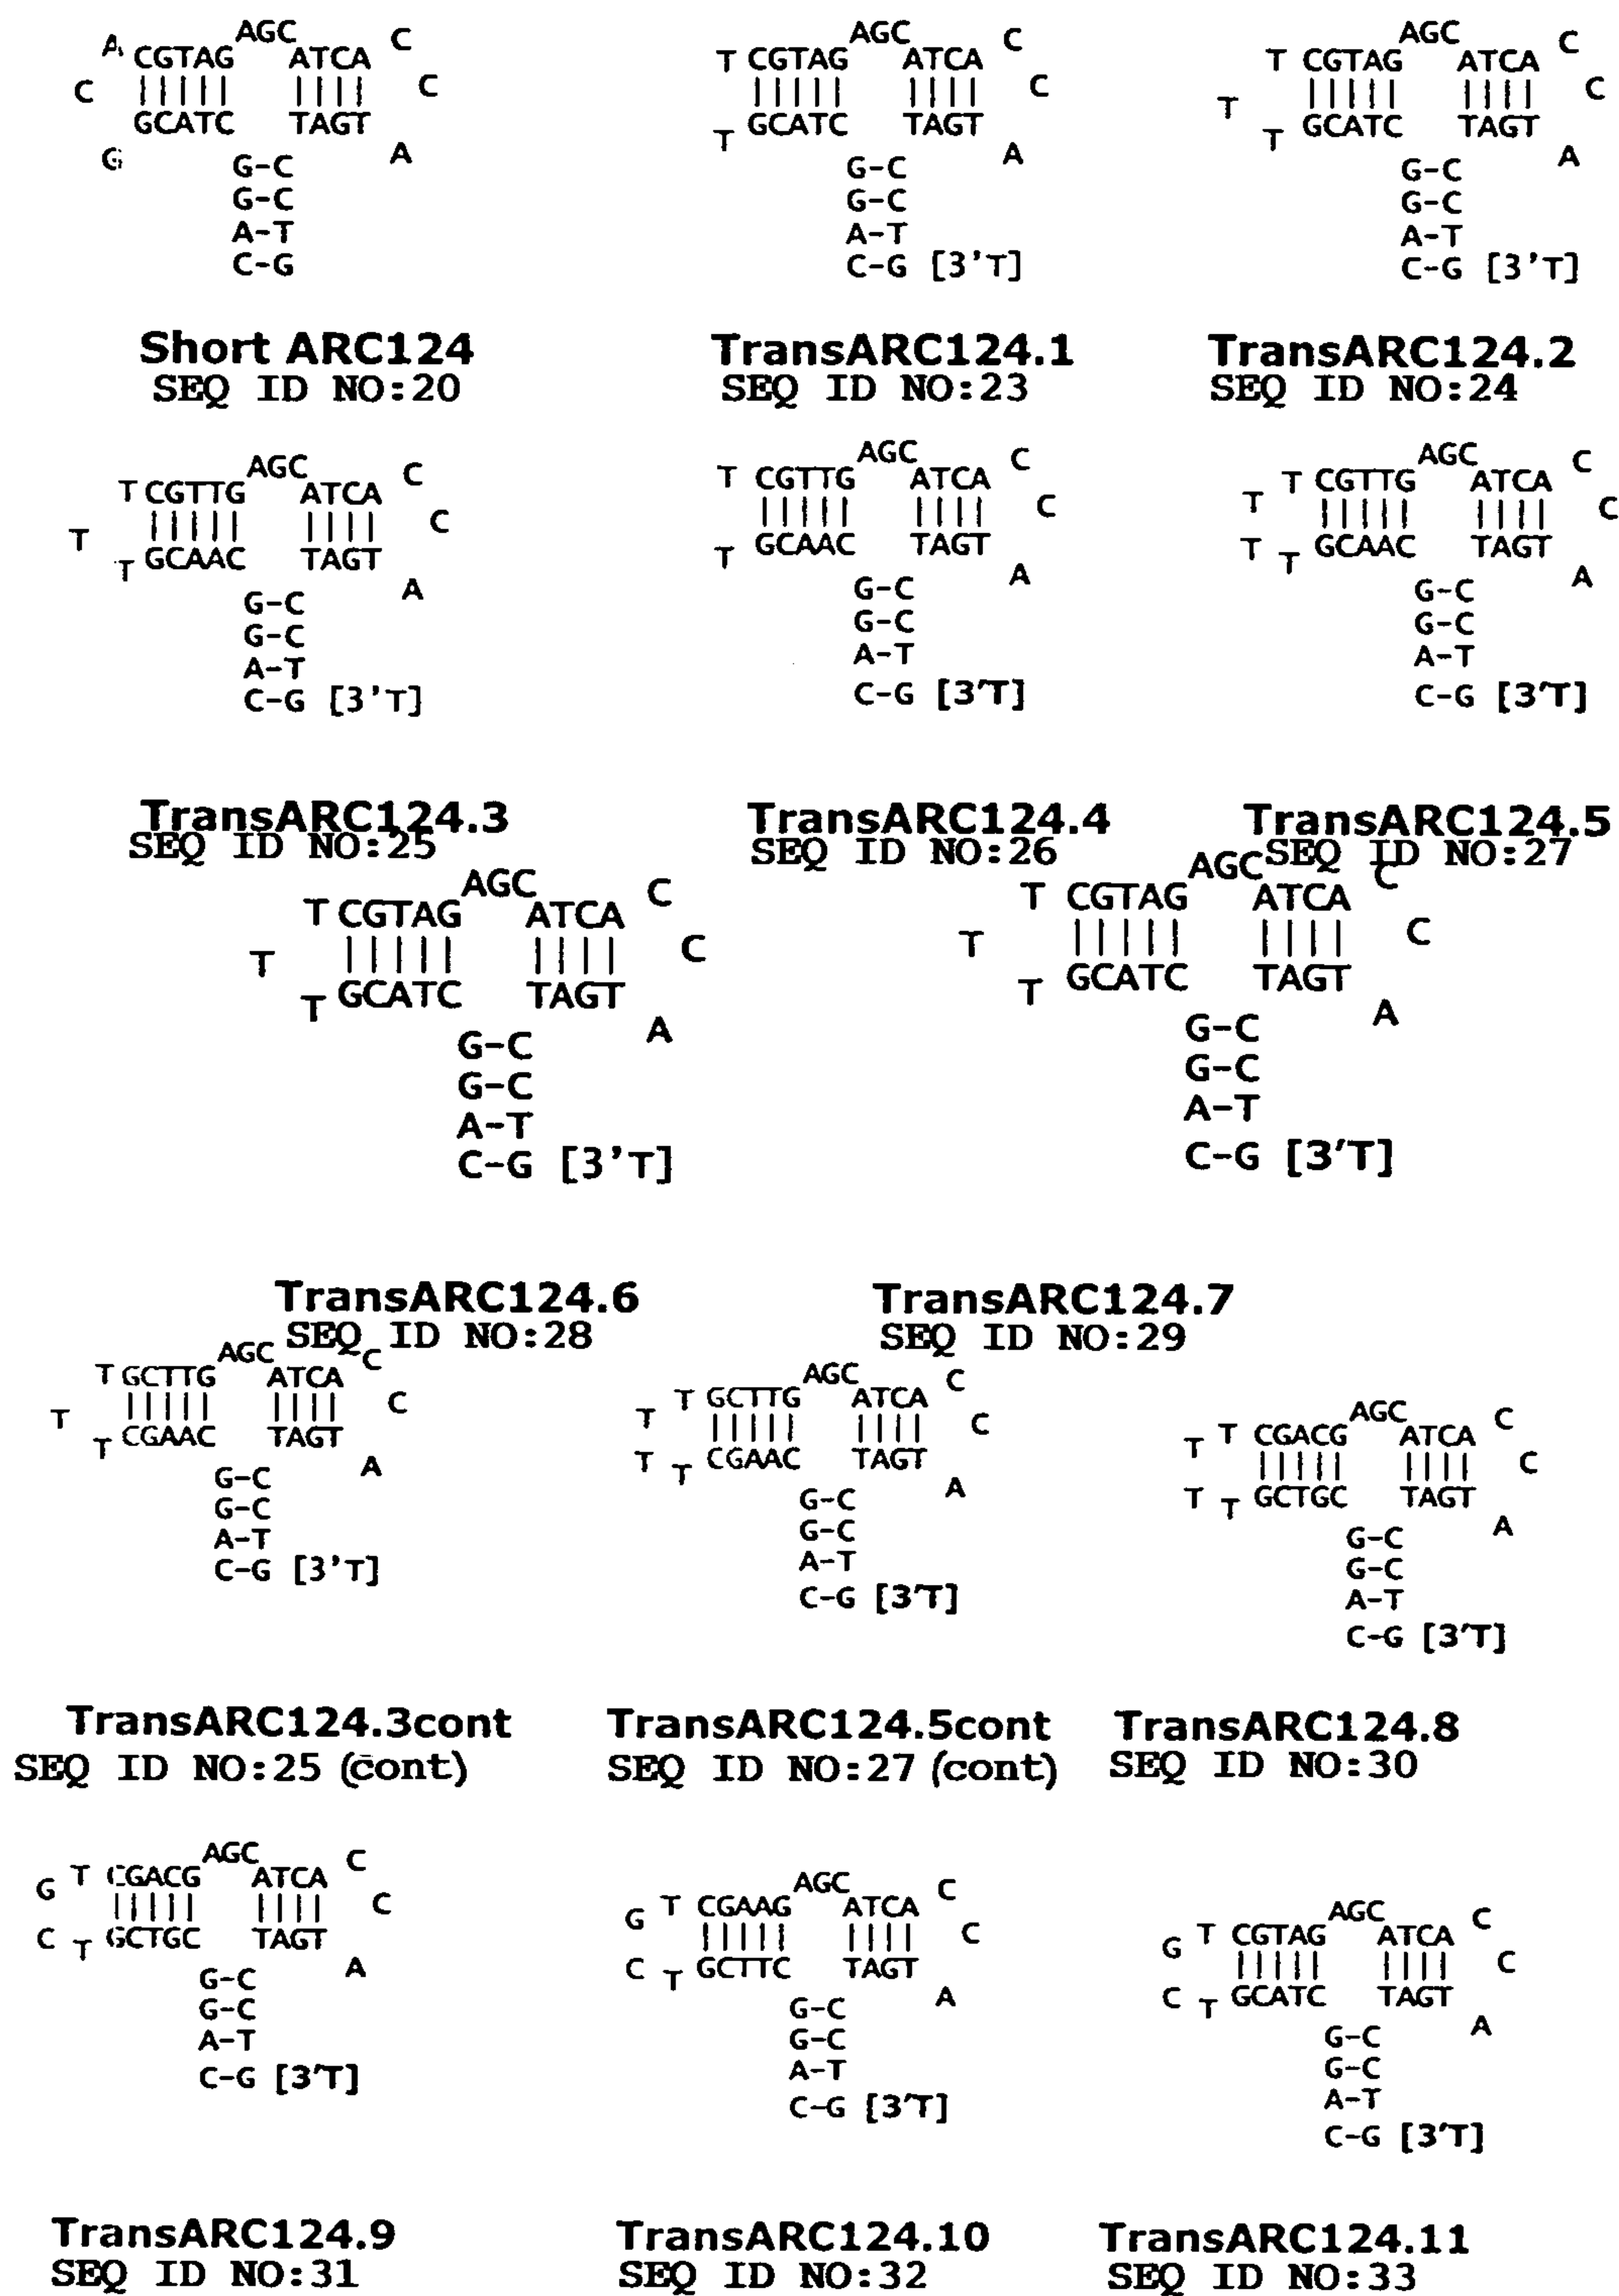 AGC AGC AGC
A CGTAG ATCA C T CGTAG ATCA C T CGTAG ATCA C
C C C T C
GCATC TAGT T GCATC TAGT T GCATC TAGT
G A A A
G-C G-C G-C
G-C G-C G-C
A-T A-T A-T
C-G C-G [3'T] C-G [3'T]
Short ARC124 TransARC124.1 TransARC124.2
SEQ ID NO:20 SEQ ID NO:23 SEQ ID NO:24
AGC AGC AGC
T CGTTG ATCA C T CGTTG ATCA C T CGTTG ATCA C
T C C T C
T GCAAC TAGT T GCAAC TAGT T T GCAAC TAGT
A A A
G-C G-C G-C
G-C G-C G-C
A-T A-T A-T
C-G [3'T] C-G [3'T] C-G [3'T]
TransARC124.3 TransARC124.4 TransARC124.5
SEQ ID NO:25 SEQ ID NO:26 SEQ ID NO:27
AGC AGC
T CGTAG ATCA C T CGTAG ATCA C
T C T C
T GCATC TAGT T GCATC TAGT
A A
G-C G-C
G-C G-C
A-T A-T
C-G [3'T] C-G [3'T]
TransARC124.6 TransARC124.7
SEQ ID NO:28 SEQ ID NO:29
AGC AGC AGC
T GCTTG ATCA C T GCTTG ATCA C T CGACG ATCA C
T C T C T C
T CGAAC TAGT T T CGAAC TAGT T T GCTGC TAGT
A A A
G-C G-C G-C
G-C G-C G-C
A-T A-T A-T
C-G [3'T] C-G [3'T] C-G [3'T]
TransARC124.3cont TransARC124.5cont TransARC124.8
SEQ ID NO:25 (cont) SEQ ID NO:27 (cont) SEQ ID NO:30
AGC AGC AGC
T CGACG ATCA C T CGAAG ATCA C T CGTAG ATCA C
G C G C G C
C T GCTGC TAGT C T GCTTC TAGT C T GCATC TAGT
A A A
G-C G-C G-C
G-C G-C G-C
A-T A-T A-T
C-G [3'T] C-G [3'T] C-G [3'T]
TransARC124.9 TransARC124.10 TransARC124.11
SEQ ID NO:31 SEQ ID NO:32 SEQ ID NO:33